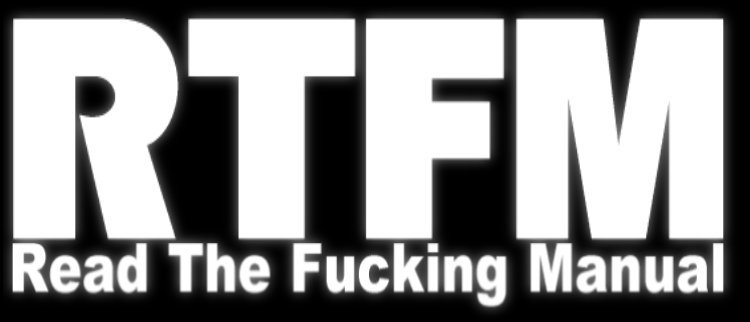 RTFM
Read The Fucking Manual